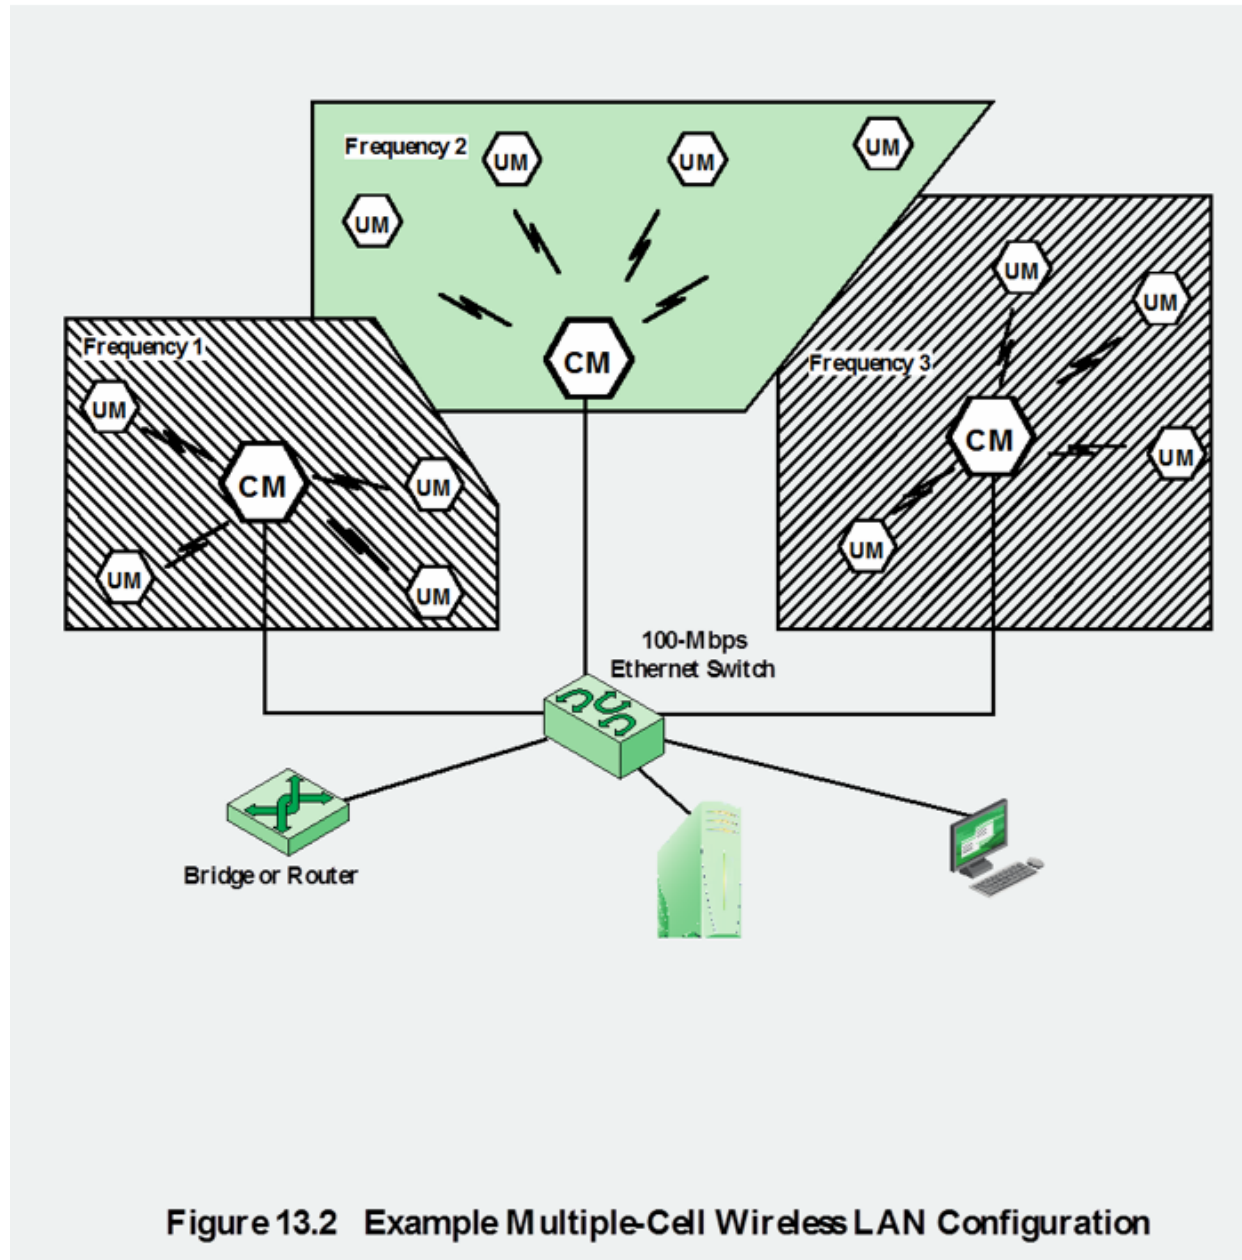 Frequency 2
UM
UM
UM
UM
CM
Frequency 1
UM
CM
UM
UM
UM
Frequency 3
UM
UM
CM
UM
UM
100-Mbps
Ethernet Switch
Bridge or Router
Figure 13.2 Example Multiple-Cell Wireless LAN Configuration